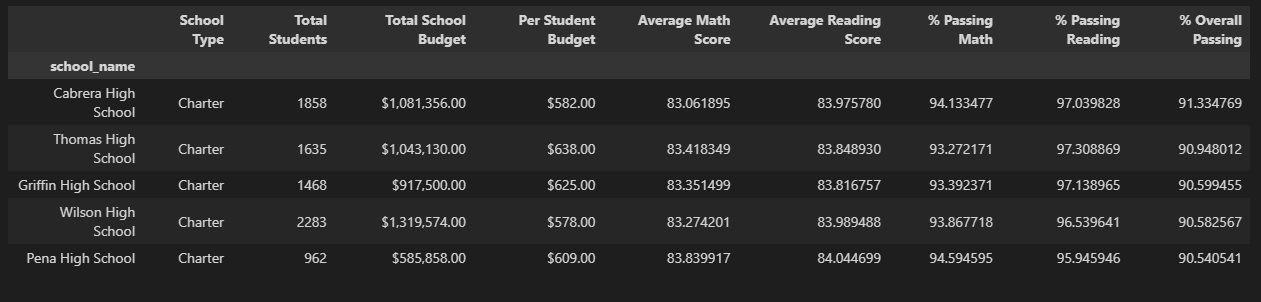 School Type Total Students Total School Budget Per Student Budget Average Math Score Average Reading Score % Passing Math % Passing Reading % Overall Passing
school_name
Cabrera High School Charter 1858 $1,081,356.00 $582.00 83.061895 83.975780 94.133477 97.039828 91.334769
Thomas High School Charter 1635 $1,043,130.00 $638.00 83.418349 83.848930 93.272171 97.308869 90.948012
Griffin High School Charter 1468 $917,500.00 $625.00 83.351499 83.816757 93.392371 97.138965 90.599455
Wilson High School Charter 2283 $1,319,574.00 $578.00 83.274201 83.989488 93.867718 96.539641 90.582567
Pena High School Charter 962 $585,858.00 $609.00 83.839917 84.044699 94.594595 95.945946 90.540541